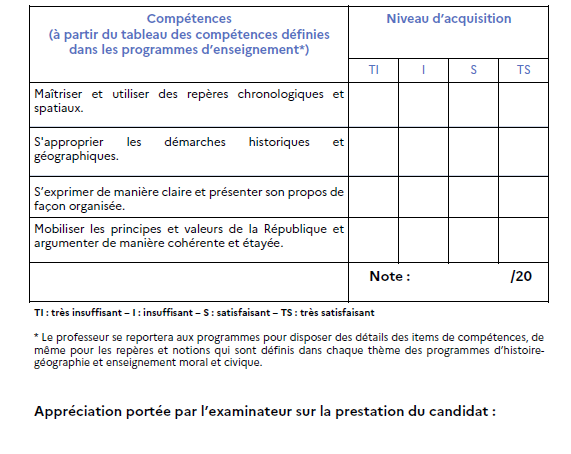 Compétences
(à partir du tableau des compétences définies
dans les programmes d'enseignement*)
Niveau d'acquisition
TI I S TS
Maîtriser et utiliser des repères chronologiques et
spatiaux.
S'approprier les démarches historiques et
géographiques.
S'exprimer de manière claire et présenter son propos de
façon organisée.
Mobiliser les principes et valeurs de la République et
argumenter de manière cohérente et étayée.
Note : /20
TI : très insuffisant – I : insuffisant – S : satisfaisant – TS : très satisfaisant
* Le professeur se reportera aux programmes pour disposer des détails des items de compétences, de
même pour les repères et notions qui sont définis dans chaque thème des programmes d'histoire-
géographie et enseignement moral et civique.
Appréciation portée par l'examinateur sur la prestation du candidat :